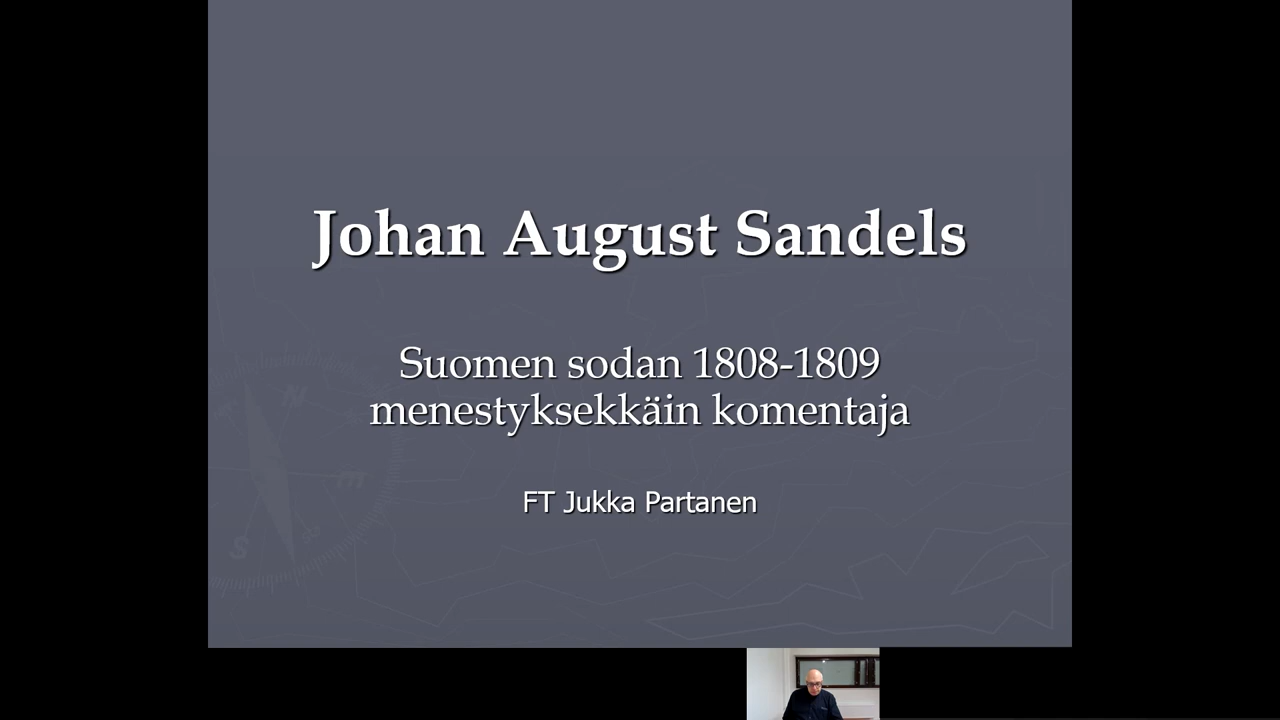 Johan August Sandels
Suomen sodan 1808-1809
menestyksekkäin komentaja
FT Jukka Partanen